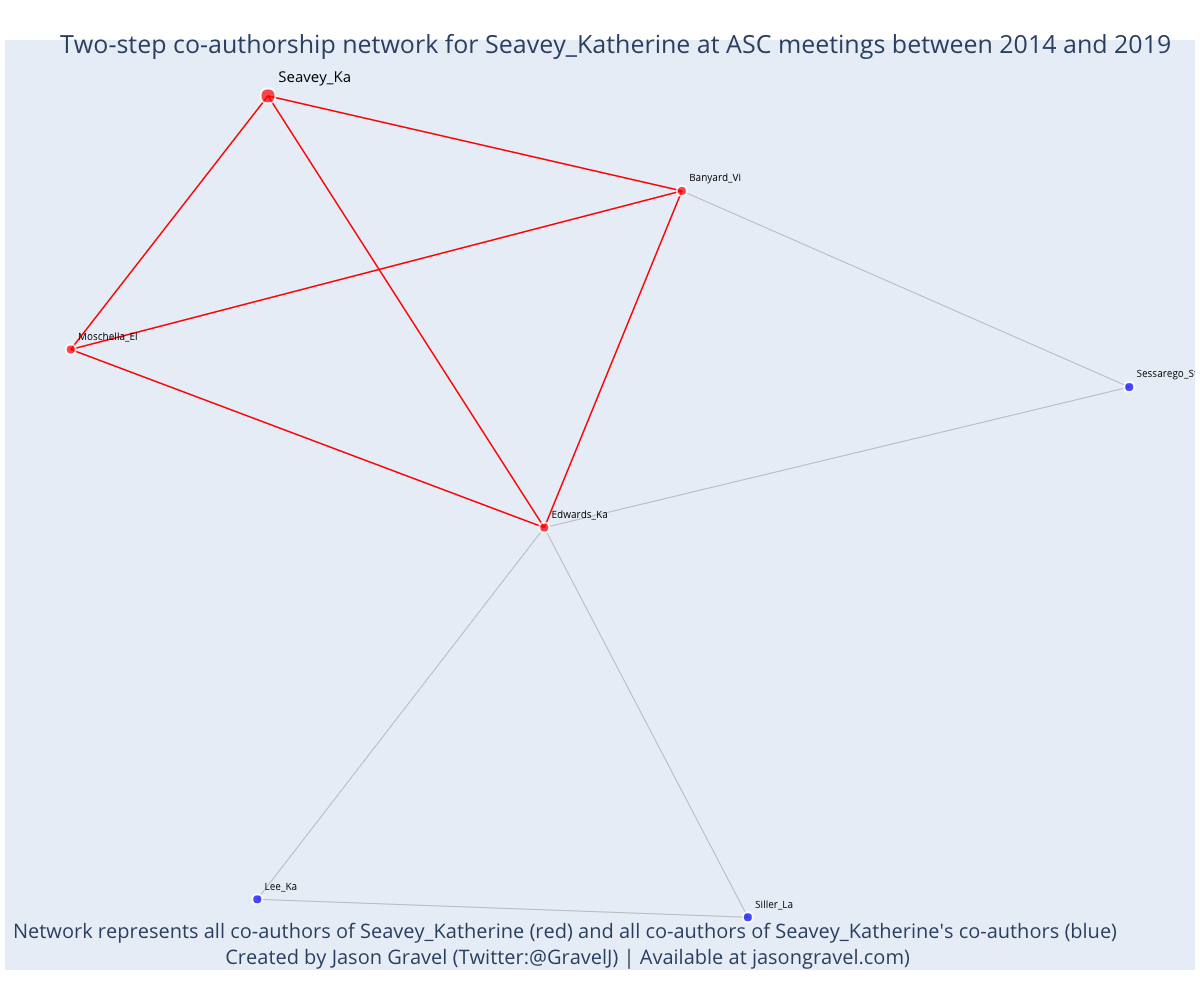 Two-step co-authorship network for Seavey_Katherine at ASC meetings between 2014 and 2019
Seavey_Ka
Banyard_Vi
Moschella_El
Sessarego_S
Edwards_Ka
Lee_Ka
Siller_La
Network represents all co-authors of Seavey_Katherine (red) and all co-authors of Seavey_Katherine's co-authors (blue)
Created by Jason Gravel (Twitter:@GravelJ) | Available at jasongravel.com)